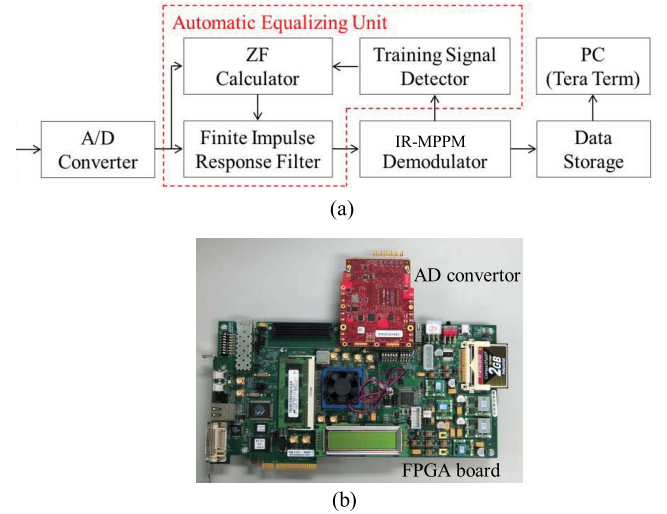 Automatic Equalizing Unit
ZF
Calculator
Training Signal
Detector
PC
(Tera Term)
A/D
Converter
Finite Impulse
Response Filter
IR-MPPM
Demodulator
Data
Storage
(a)
AD convertor
2GB
FPGA board
(b)